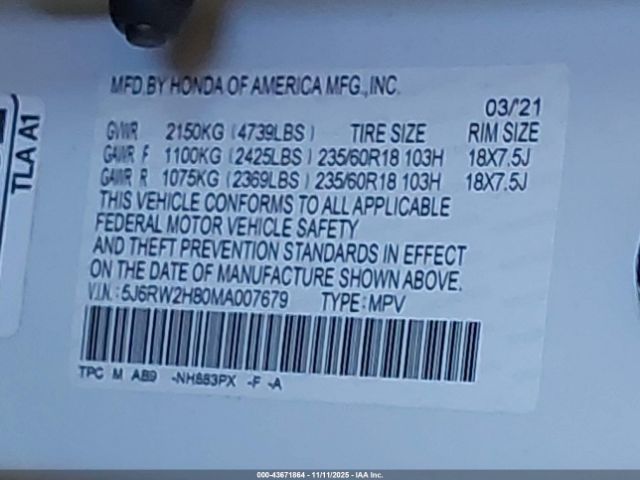 MFD.BY HONDA OF AMERICA MFG.,INC.
03/'21
GVWR 2150KG (4739LBS) TIRE SIZE RIM SIZE
GAWR F 1100KG (2425LBS) 235/60R18 103H 18X7.5J
GAWR R 1075KG (2369LBS) 235/60R18 103H 18X7.5J
THIS VEHICLE CONFORMS TO ALL APPLICABLE
FEDERAL MOTOR VEHICLE SAFETY
AND THEFT PREVENTION STANDARDS IN EFFECT
ON THE DATE OF MANUFACTURE SHOWN ABOVE.
V.I.N.: 5J6RW2H80MA007679 TYPE: MPV
TPC M AB9 -NH883PX -F -A
TLA A1
000-43671864 - 11/11/2025 - IAA Inc.